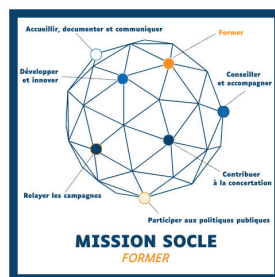 Accueillir, documenter et communiquer
Former
Développer
et innover
Conseiller
et accompagner
Contribuer
à la concertation
Relayer les campagnes
Participer aux politiques publiques
MISSION SOCLE
FORMER